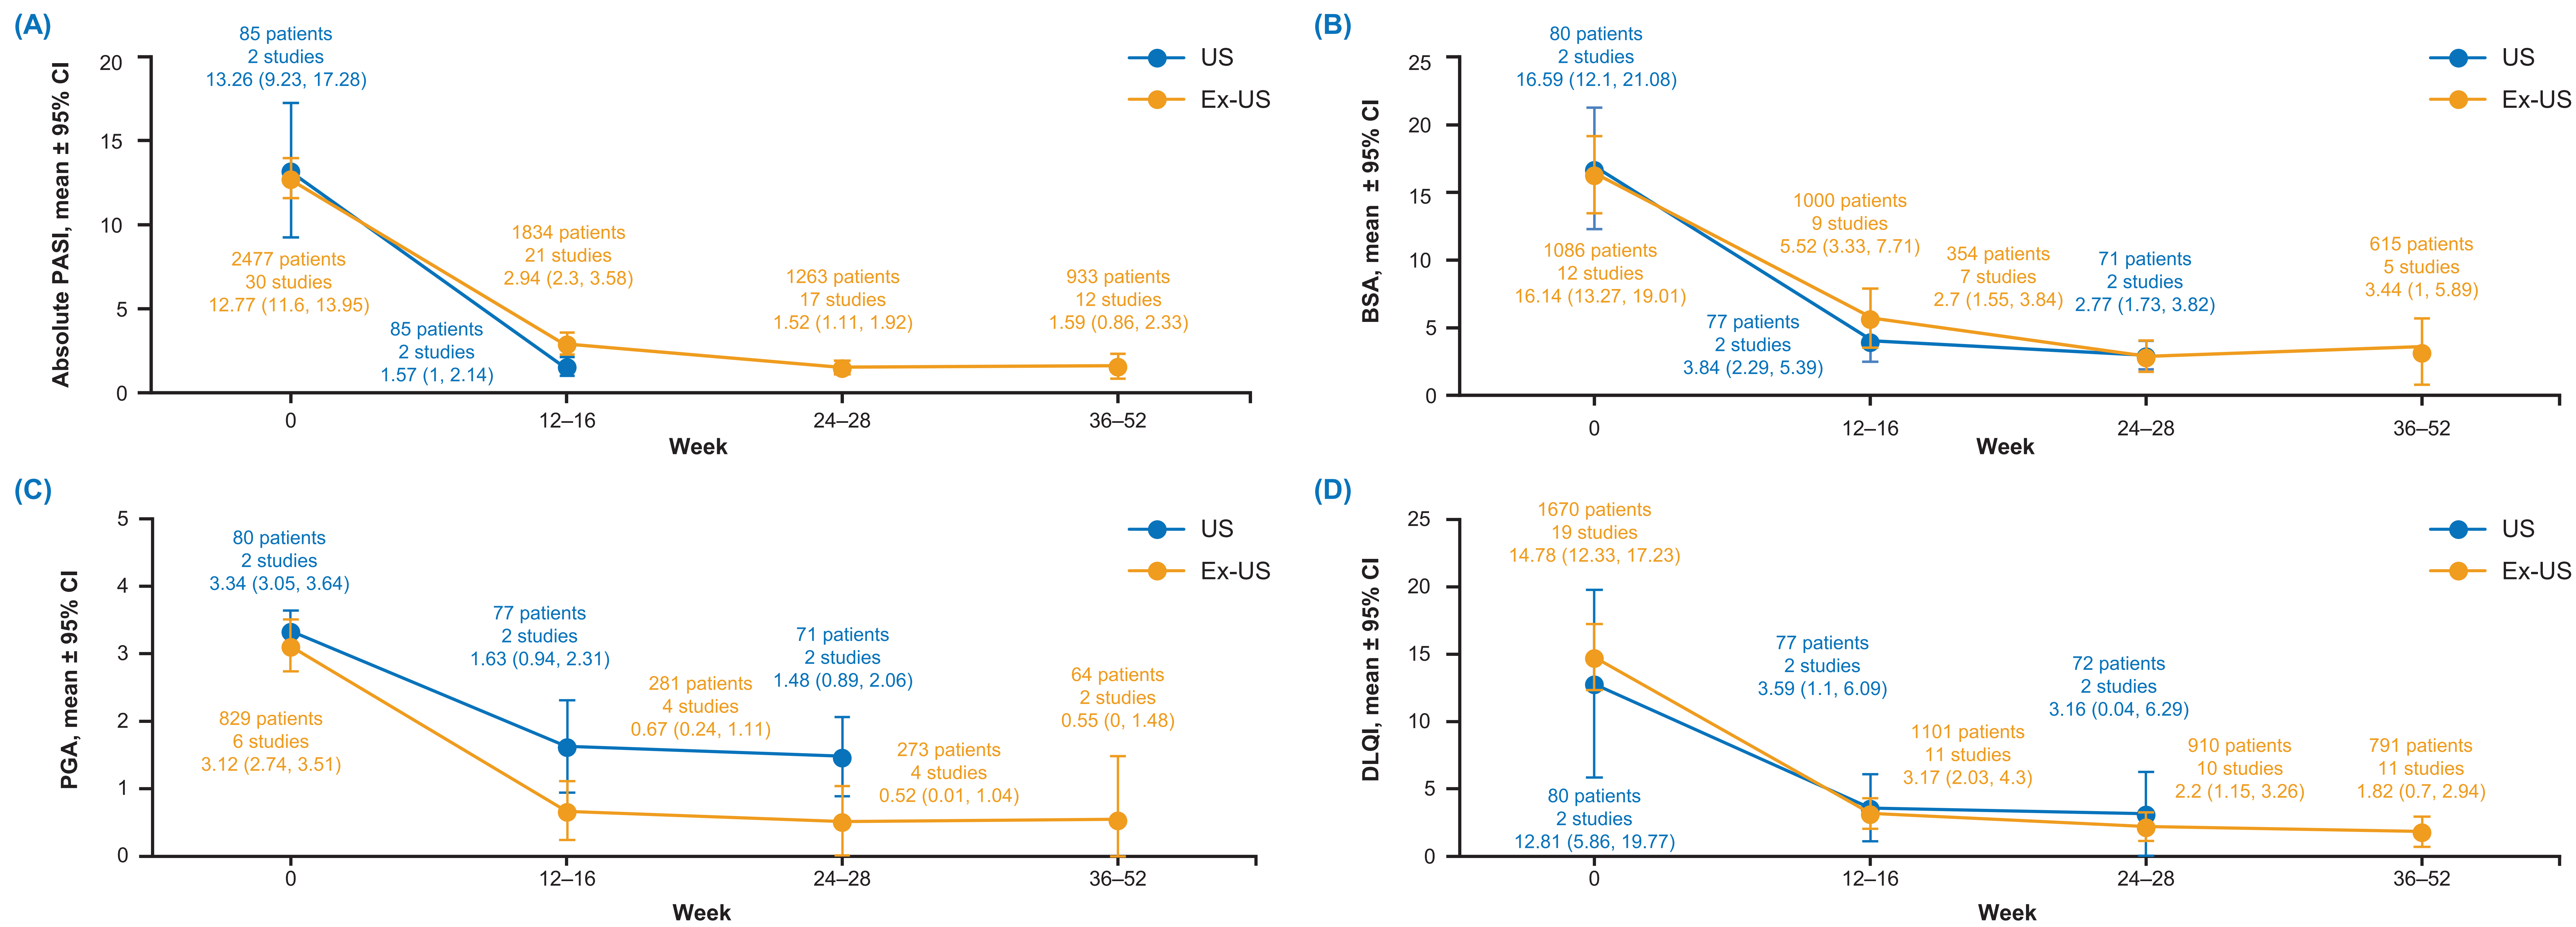 (A)
Absolute PASI, mean ± 95% CI
20
15
10
5
0
85 patients
2 studies
13.26 (9.23, 17.28)
2477 patients
30 studies
12.77 (11.6, 13.95)
85 patients
2 studies
1.57 (1, 2.14)
1834 patients
21 studies
2.94 (2.3, 3.58)
1263 patients
17 studies
1.52 (1.11, 1.92)
933 patients
12 studies
1.59 (0.86, 2.33)
US
Ex-US
0
12–16
24–28
36–52
Week
(B)
BSA, mean ± 95% CI
25
20
15
10
5
0
80 patients
2 studies
16.59 (12.1, 21.08)
1086 patients
12 studies
16.14 (13.27, 19.01)
77 patients
2 studies
3.84 (2.29, 5.39)
1000 patients
9 studies
5.52 (3.33, 7.71)
354 patients
7 studies
2.7 (1.55, 3.84)
71 patients
2 studies
2.77 (1.73, 3.82)
615 patients
5 studies
3.44 (1, 5.89)
US
Ex-US
0
12–16
24–28
36–52
Week
(C)
PGA, mean ± 95% CI
5
4
3
2
1
0
80 patients
2 studies
3.34 (3.05, 3.64)
829 patients
6 studies
3.12 (2.74, 3.51)
77 patients
2 studies
1.63 (0.94, 2.31)
281 patients
4 studies
0.67 (0.24, 1.11)
71 patients
2 studies
1.48 (0.89, 2.06)
273 patients
4 studies
0.52 (0.01, 1.04)
64 patients
2 studies
0.55 (0, 1.48)
US
Ex-US
0
12–16
24–28
36–52
Week
(D)
DLQI, mean ± 95% CI
25
20
15
10
5
0
1670 patients
19 studies
14.78 (12.33, 17.23)
80 patients
2 studies
12.81 (5.86, 19.77)
77 patients
2 studies
3.59 (1.1, 6.09)
1101 patients
11 studies
3.17 (2.03, 4.3)
72 patients
2 studies
3.16 (0.04, 6.29)
910 patients
10 studies
2.2 (1.15, 3.26)
791 patients
11 studies
1.82 (0.7, 2.94)
US
Ex-US
0
12–16
24–28
36–52
Week